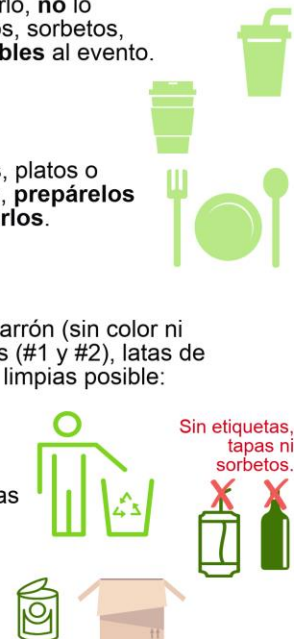 rlo, no lo
os, sorbetos,
bles al evento.
s, platos o
, prepárelos
rlos.
arrón (sin color ni
s (#1 y #2), latas de
limpias posible:
Sin etiquetas,
tapas ni
sorbetos.
as